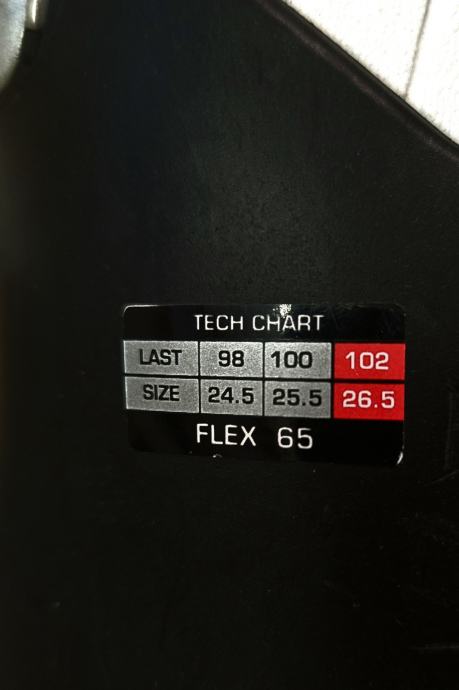 TECH CHART
LAST 98 100 102
SIZE 24.5 25.5 26.5
FLEX 65